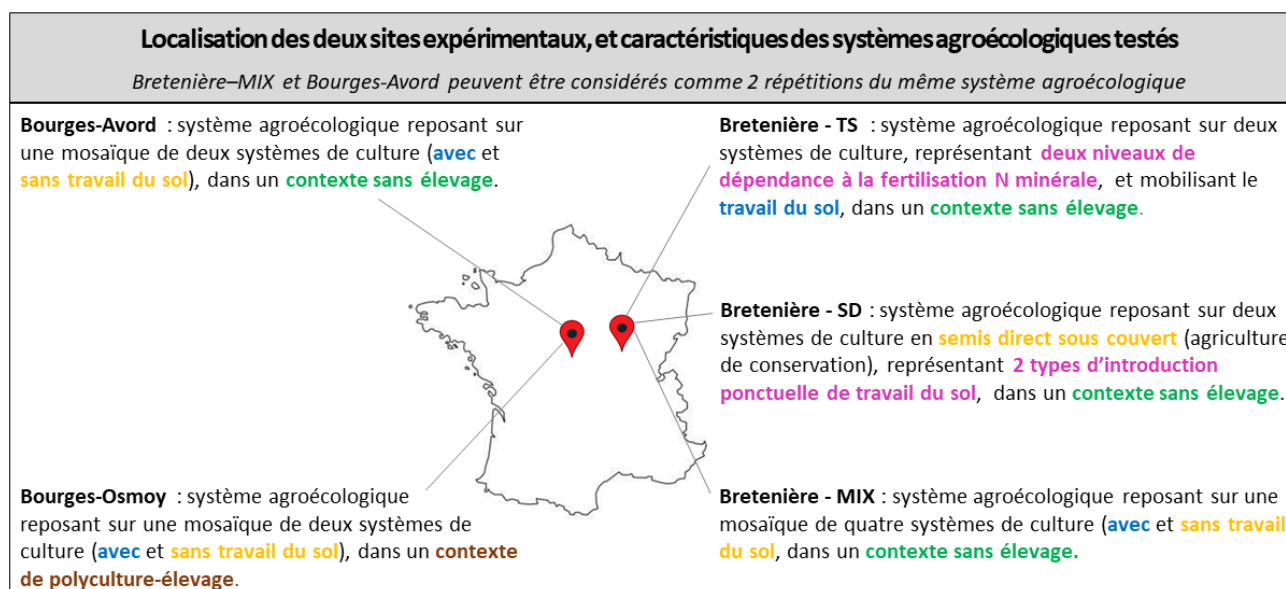 Localisation des deux sites expérimentaux, et caractéristiques des systèmes agroécologiques testés
Bretenière–MIX et Bourges-Avord peuvent être considérés comme 2 répétitions du même système agroécologique
Bourges-Avord : système agroécologique reposant sur
une mosaïque de deux systèmes de culture (avec et
sans travail du sol), dans un contexte sans élevage.
Bretenière - TS : système agroécologique reposant sur deux
systèmes de culture, représentant deux niveaux de
dépendance à la fertilisation N minérale, et mobilisant le
travail du sol, dans un contexte sans élevage.
Bretenière - SD : système agroécologique reposant sur deux
systèmes de culture en semis direct sous couvert (agriculture
de conservation), représentant 2 types d'introduction
ponctuelle de travail du sol, dans un contexte sans élevage.
Bourges-Osmoy : système agroécologique
reposant sur une mosaïque de deux systèmes de
culture (avec et sans travail du sol), dans un contexte
de polyculture-élevage.
Bretenière - MIX : système agroécologique reposant sur une
mosaïque de quatre systèmes de culture (avec et sans travail
du sol, dans un contexte sans élevage.